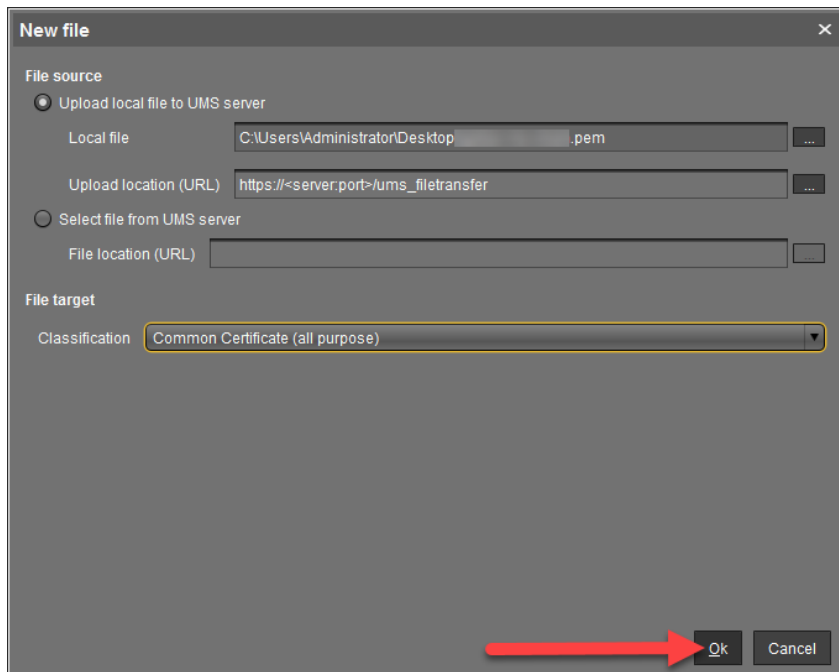 New file
File source
Upload local file to UMS server
Local file C:\Users\Administrator\Desktop .pem ...
Upload location (URL) https://<server:port>/ums_filetransfer ...
Select file from UMS server
File location (URL) ...
File target
Classification Common Certificate (all purpose)
Ok Cancel